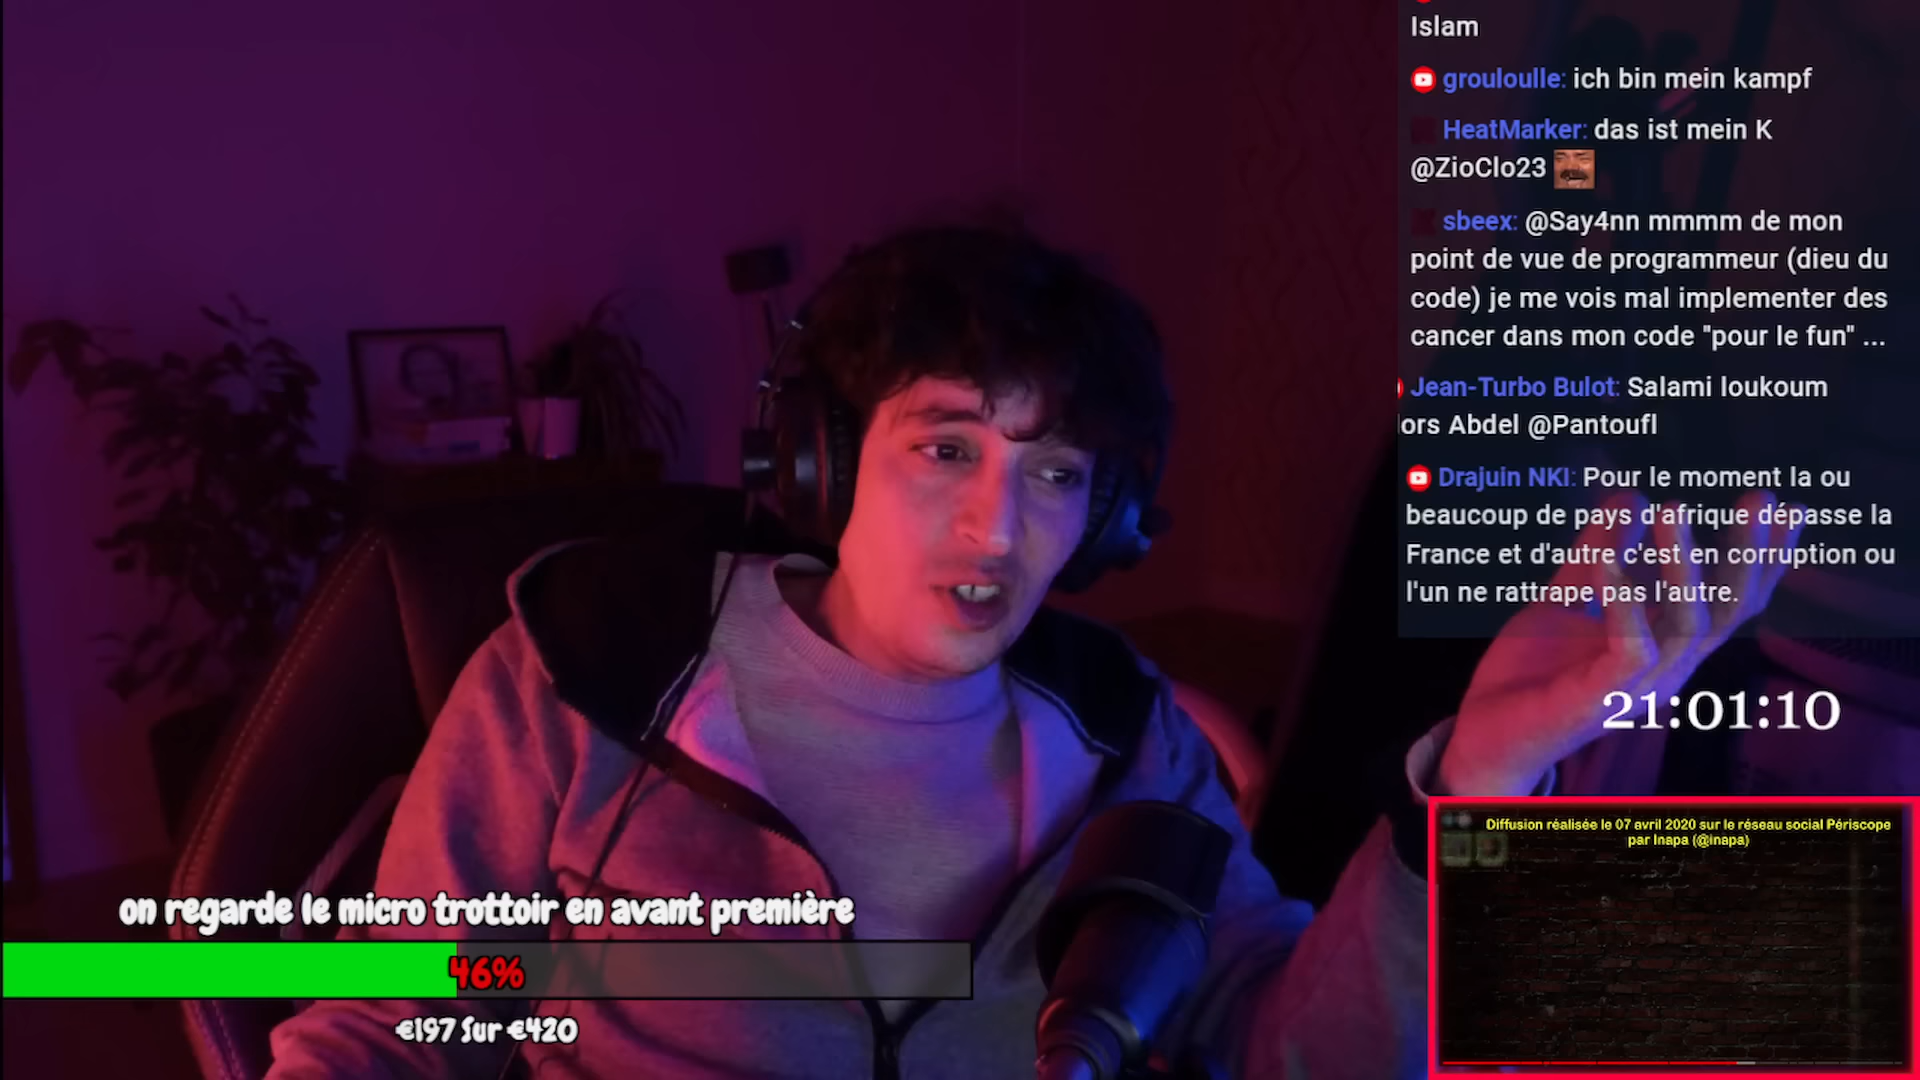 Islam
grouloulle: ich bin mein kampf
HeatMarker: das ist mein K
@ZioClo23
sbeex: @Say4nn mmmm de mon
point de vue de programmeur (dieu du
code) je me vois mal implementer des
cancer dans mon code "pour le fun" ...
Jean-Turbo Bulot: Salami loukoum
lors Abdel @Pantoufl
Drajuin NKI: Pour le moment la ou
beaucoup de pays d'afrique dépasse la
France et d'autre c'est en corruption ou
l'un ne rattrape pas l'autre.
21:01:10
Diffusion réalisée le 07 avril 2020 sur le réseau social Périscope
par Inapa (@inapa)
on regarde le micro trottoir en avant première
46%
€197 Sur €420